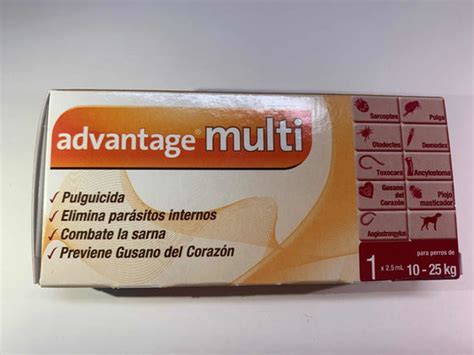 advantage® multi
✓ Pulguicida
✓ Elimina parásitos internos
✓ Combate la sarna
✓ Previene Gusano del Corazón
Sarcoptes
Pulga
Otodectes
Demodex
Toxocara
Ancylostoma
Gusano del Corazón
Piojo masticador
Angiostrongylus
para perros de
1 x 2.5 mL 10 - 25 kg